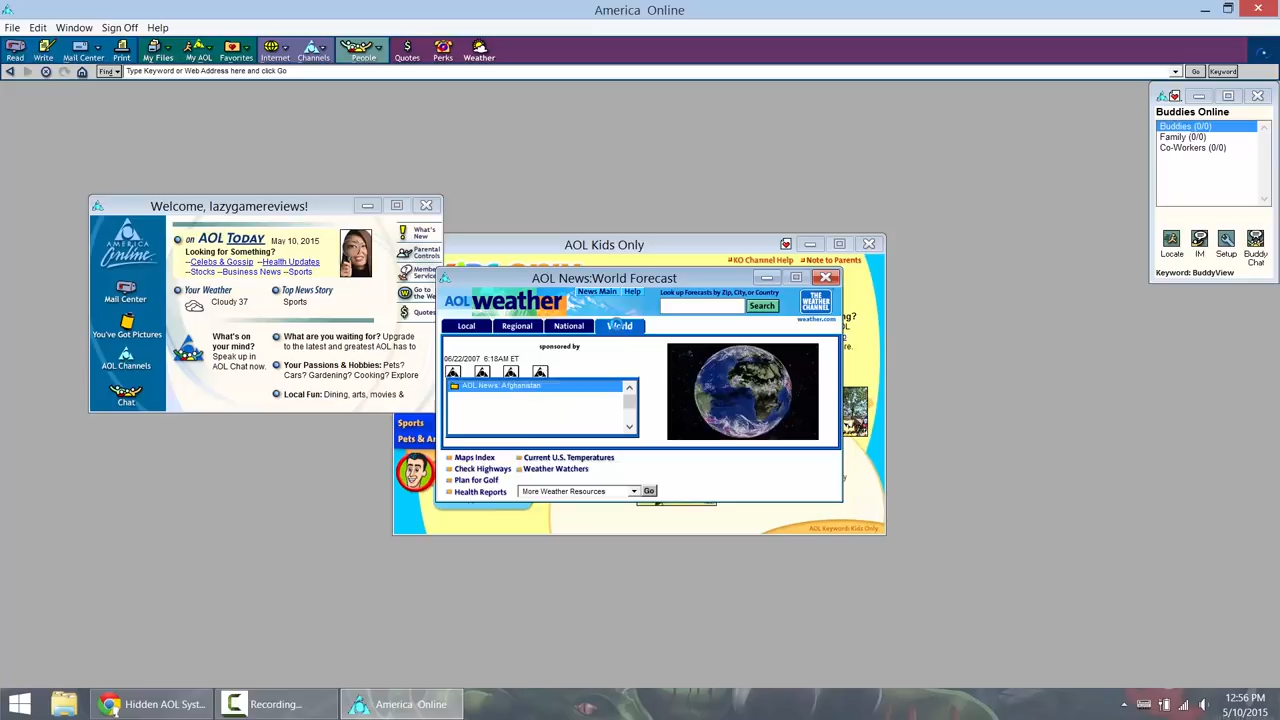 America Online
File Edit Window Sign Off Help
Read Write Mail Center Print My Files My AOL Favorites Internet Channels People Quotes Perks Weather
Find Type Keyword or Web Address here and click Go Go Keyword
Buddies Online
Buddies (0/0)
Family (0/0)
Co-Workers (0/0)
Locate IM Setup Buddy Chat
Keyword: BuddyView
Welcome, lazygamereviews!
AMERICA Online
Mail Center
You've Got Pictures
AOL Channels
Chat
on AOL TODAY May 10, 2015
Looking for Something?
--Celebs & Gossip --Health Updates
--Stocks --Business News --Sports
Your Weather
Cloudy 37
Top News Story
Sports
What's on your mind?
Speak up in AOL Chat now.
What are you waiting for? Upgrade
to the latest and greatest AOL has to
Your Passions & Hobbies: Pets?
Cars? Gardening? Cooking? Explore
Local Fun: Dining, arts, movies &
What's New
Parental Controls
Quotes
AOL Kids Only
KO Channel Help Note to Parents
Sports
AOL Keyword: Kids Only
AOL News:World Forecast
AOL weather
News Main Help
Look up Forecasts by Zip, City, or Country
Search
THE WEATHER CHANNEL
weather.com
Local Regional National World
sponsored by
06/22/2007 6:18AM ET
AOL News: Afghanistan
Maps Index Current U.S. Temperatures
Check Highways Weather Watchers
Plan for Golf
Health Reports More Weather Resources Go
Hidden AOL Syst... Recording... America Online
12:56 PM
5/10/2015